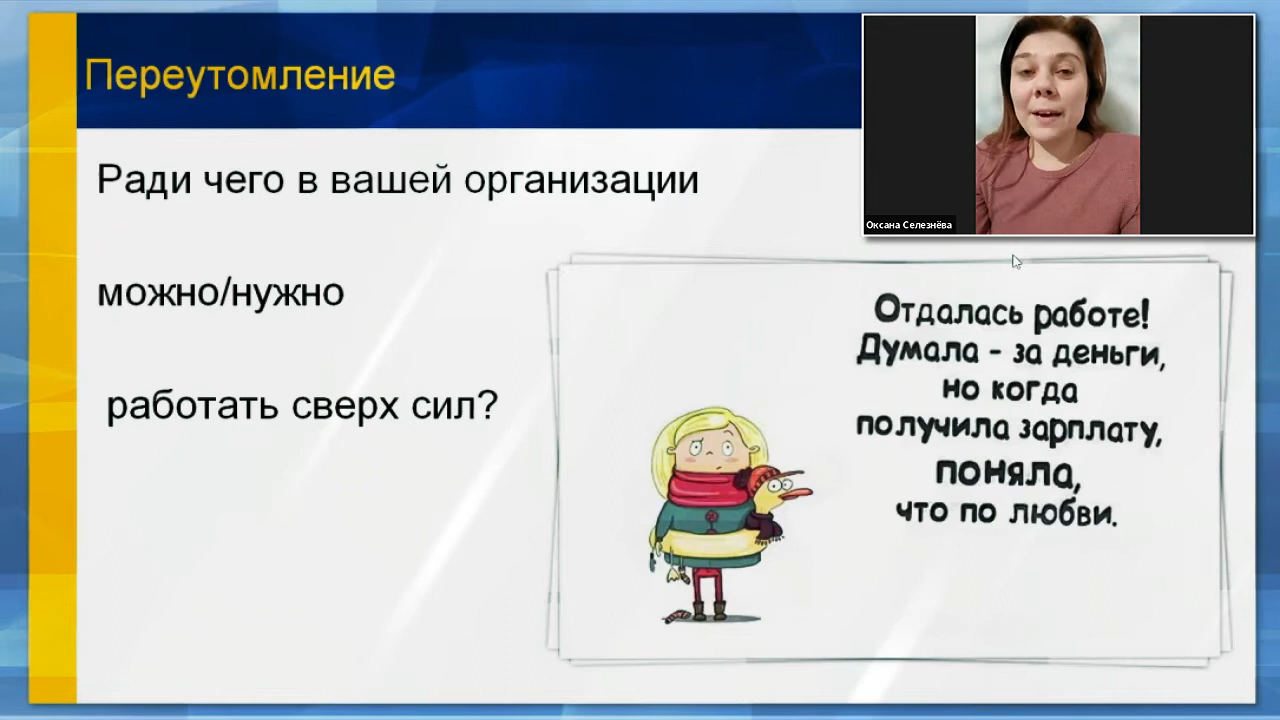 Переутомление
Ради чего в вашей организации
можно/нужно
работать сверх сил?
Оксана Селезнёва
Отдалась работе!
Думала - за деньги,
но когда
получила зарплату,
поняла,
что по любви.